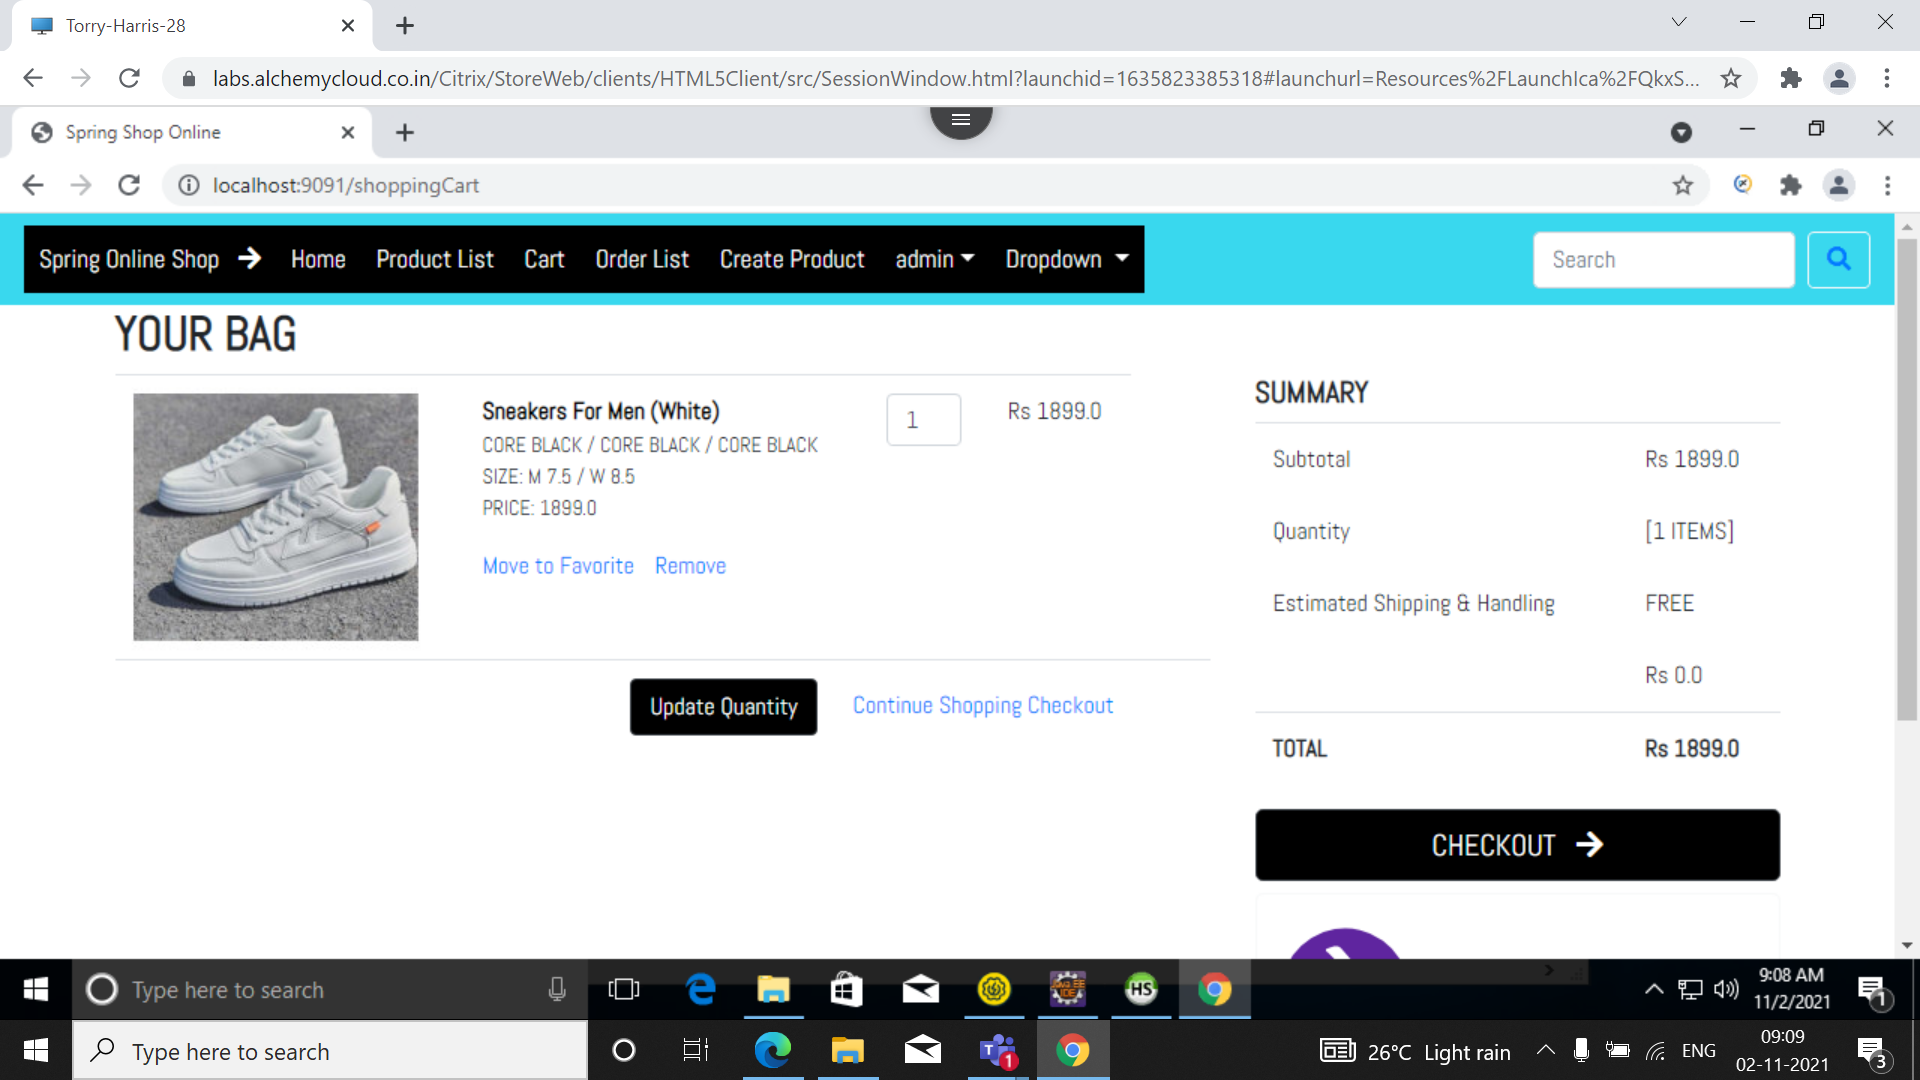 Torry-Harris-28
labs.alchemycloud.co.in/Citrix/StoreWeb/clients/HTML5Client/src/SessionWindow.html?launchid=1635823385318#launchurl=Resources%2FLaunchIca%2FQkxS...
Spring Shop Online
localhost:9091/shoppingCart
Spring Online Shop Home Product List Cart Order List Create Product admin Dropdown Search
YOUR BAG
Sneakers For Men (White)
CORE BLACK / CORE BLACK / CORE BLACK
SIZE: M 7.5 / W 8.5
PRICE: 1899.0
Move to Favorite Remove
1
Rs 1899.0
Update Quantity Continue Shopping Checkout
SUMMARY
Subtotal Rs 1899.0
Quantity [1 ITEMS]
Estimated Shipping & Handling FREE
Rs 0.0
TOTAL Rs 1899.0
CHECKOUT
Type here to search
HS
9:08 AM
11/2/2021
1
Type here to search
T 1
26°C Light rain
ENG
09:09
02-11-2021
3